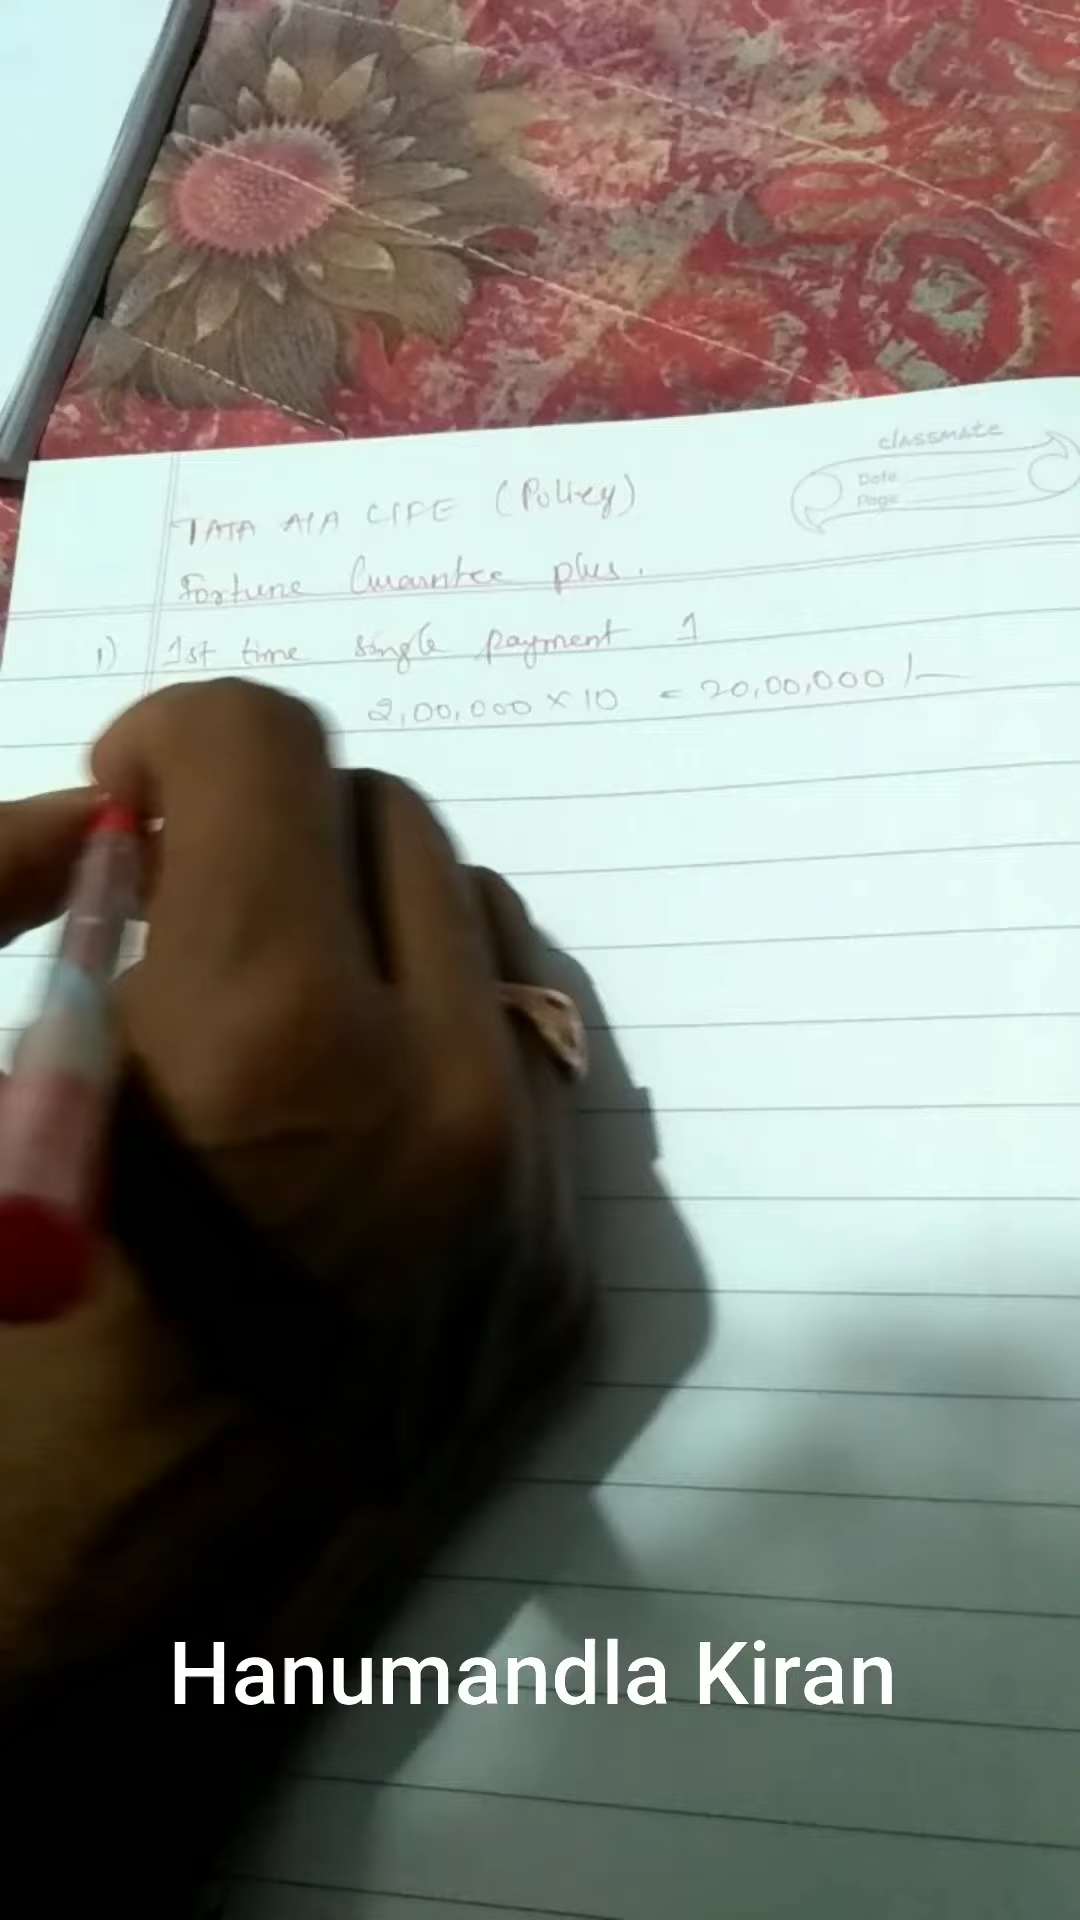 classmate
Date
Page
TATA AIA LIFE (Policy)
Fortune Guarntee plus.
1) 1st time single payment 1
2,00,000 × 10 = 20,00,000/-
Hanumandla Kiran